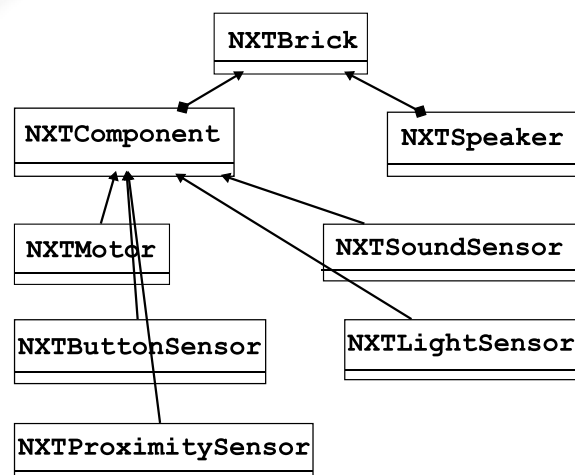 NXTBrick
NXTComponent
NXTSpeaker
NXTMotor
NXTSoundSensor
NXTButtonSensor
NXTLightSensor
NXTProximitySensor